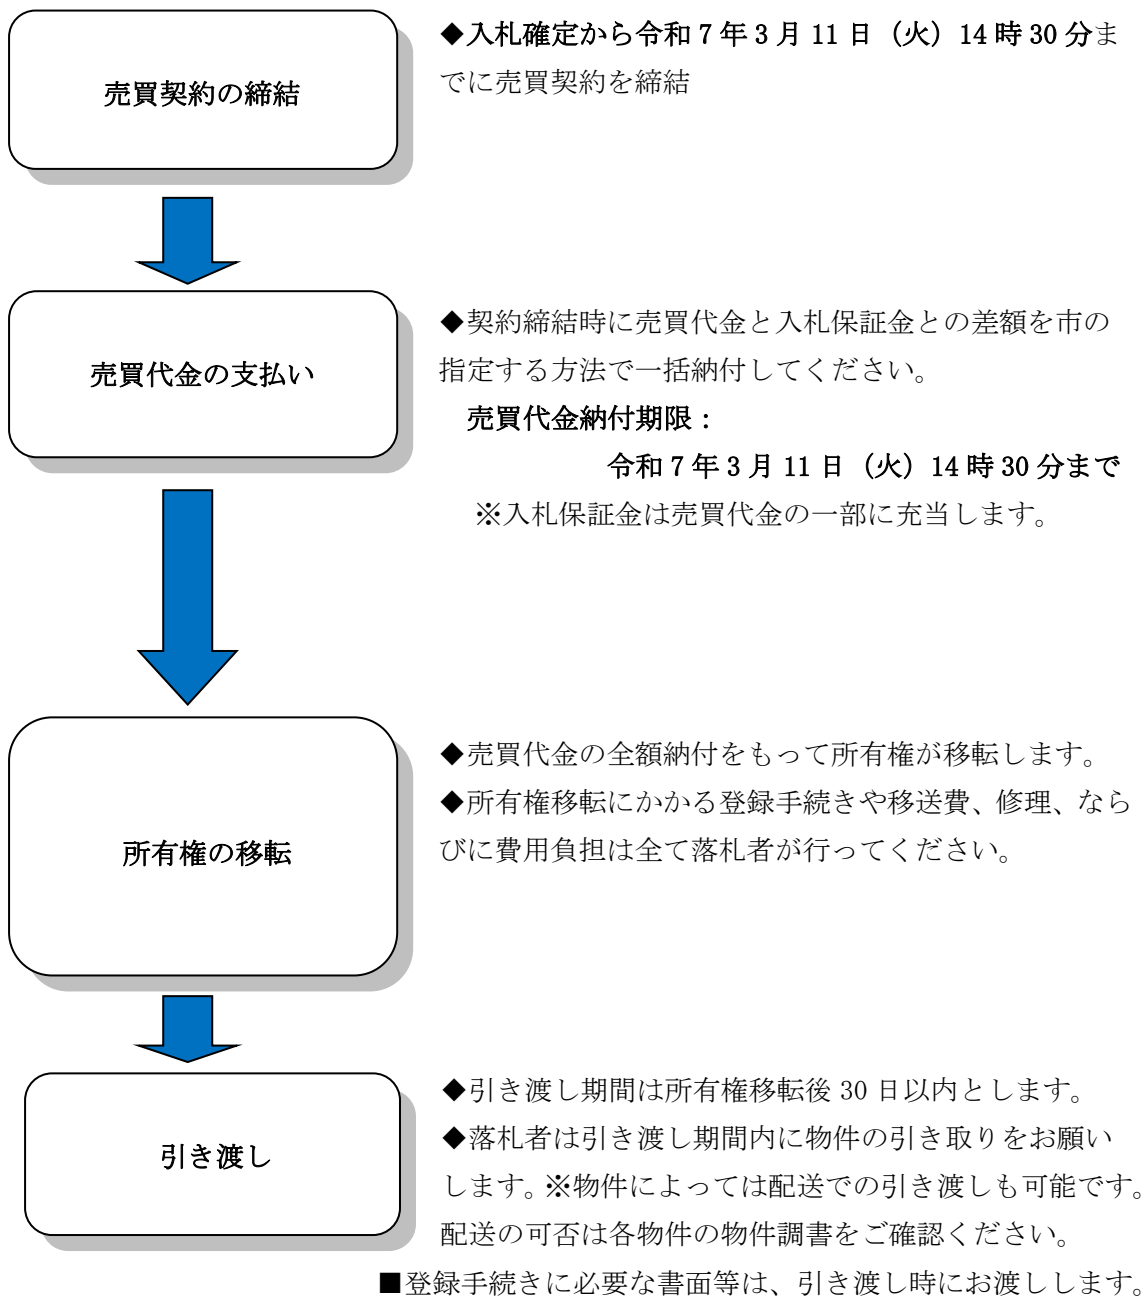 売買契約の締結
◆入札確定から令和7年3月11日（火）14時30分ま
でに売買契約を締結
売買代金の支払い
◆契約締結時に売買代金と入札保証金との差額を市の
指定する方法で一括納付してください。
売買代金納付期限：
令和7年3月11日（火）14時30分まで
※入札保証金は売買代金の一部に充当します。
所有権の移転
◆売買代金の全額納付をもって所有権が移転します。
◆所有権移転にかかる登録手続きや移送費、修理、なら
びに費用負担は全て落札者が行ってください。
引き渡し
◆引き渡し期間は所有権移転後30日以内とします。
◆落札者は引き渡し期間内に物件の引き取りをお願い
します。※物件によっては配送での引き渡しも可能です。
配送の可否は各物件の物件調書をご確認ください。
■登録手続きに必要な書面等は、引き渡し時にお渡しします。